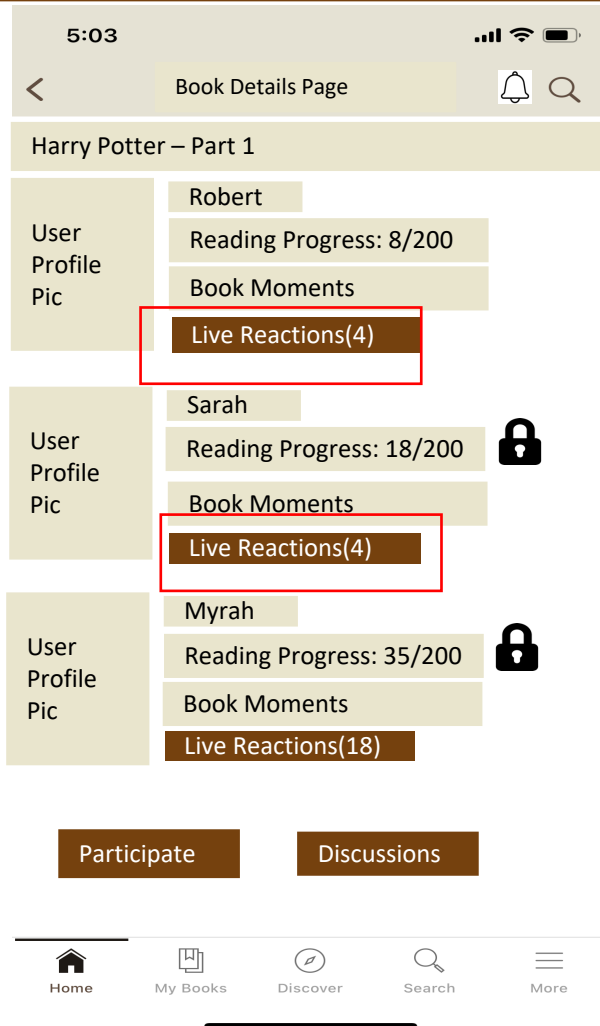 5:03
Book Details Page
Harry Potter – Part 1
User
Profile
Pic
Robert
Reading Progress: 8/200
Book Moments
Live Reactions(4)
User
Profile
Pic
Sarah
Reading Progress: 18/200
Book Moments
Live Reactions(4)
User
Profile
Pic
Myrah
Reading Progress: 35/200
Book Moments
Live Reactions(18)
Participate
Discussions
Home
My Books
Discover
Search
More